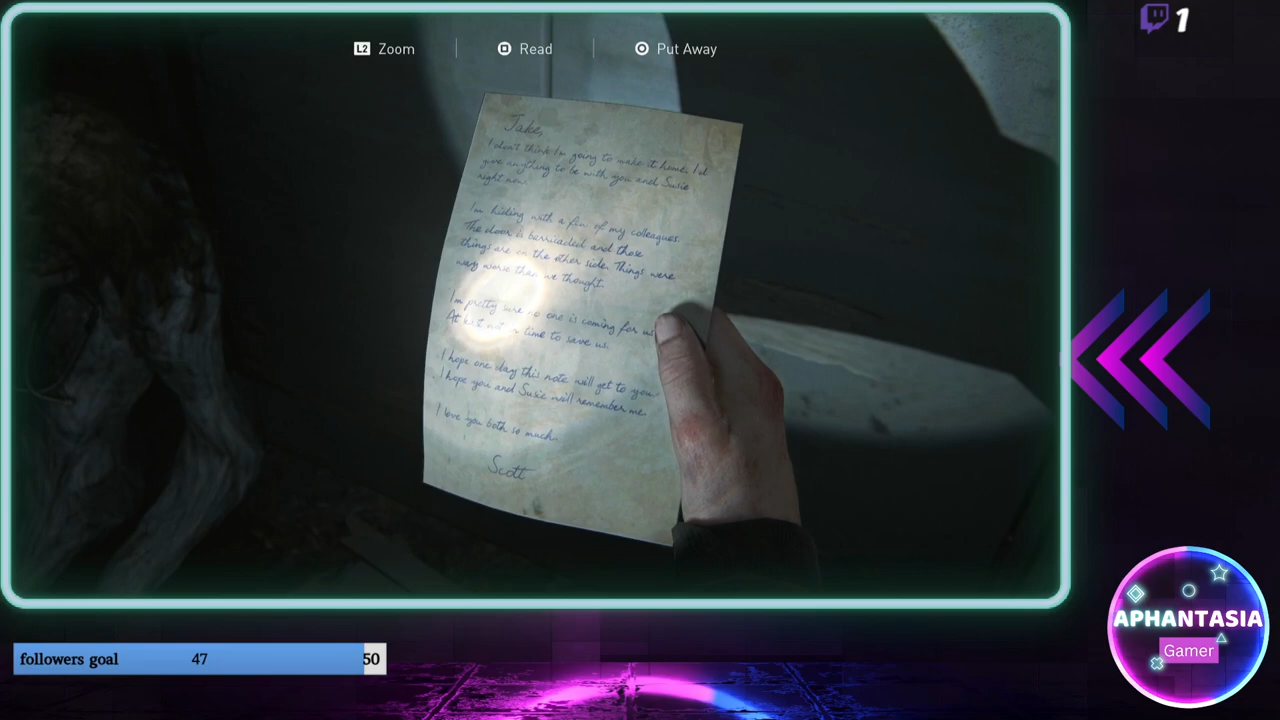 1
L2 Zoom
Read
Put Away
Jake,
I don't think I'm going to make it home. I'd
give anything to be with you and Susie
right now.
I'm hiding with a few of my colleagues.
The door is barricaded and those
things are on the other side. Things were
way worse than we thought.
I'm pretty sure no one is coming for us.
At least not in time to save us.
I hope one day this note will get to you.
I hope you and Susie will remember me.
I love you both so much.
Scott
followers goal 47 50
APHANTASIA
Gamer